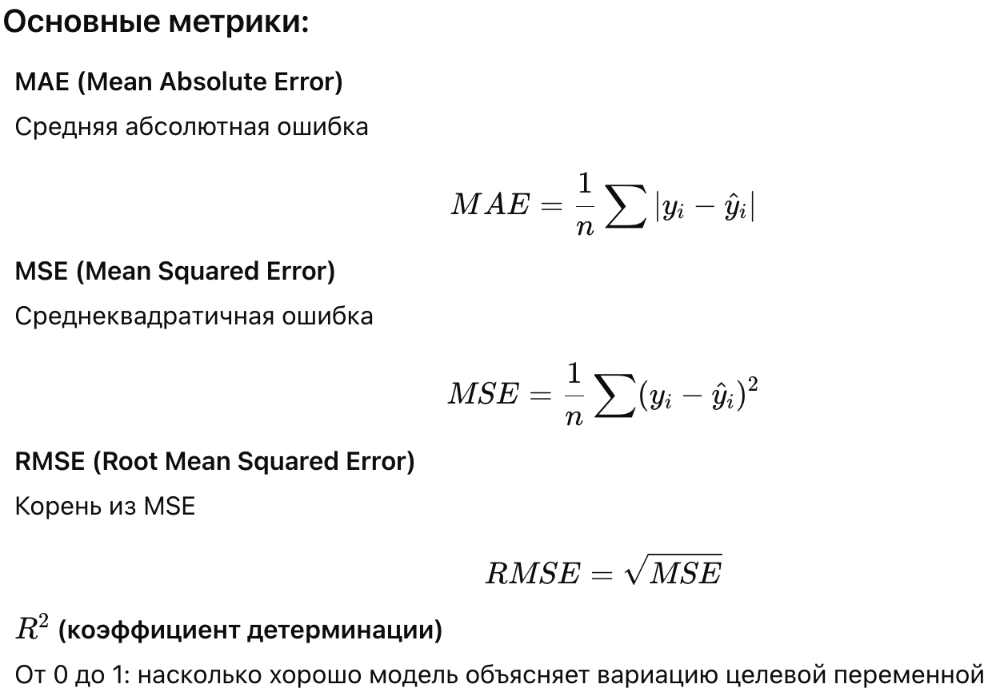 Основные метрики:
MAE (Mean Absolute Error)
Средняя абсолютная ошибка
$MAE = \frac{1}{n} \sum |y_i - \hat{y}_i|$
MSE (Mean Squared Error)
Среднеквадратичная ошибка
$MSE = \frac{1}{n} \sum (y_i - \hat{y}_i)^2$
RMSE (Root Mean Squared Error)
Корень из MSE
$RMSE = \sqrt{MSE}$
$R^2$ (коэффициент детерминации)
От 0 до 1: насколько хорошо модель объясняет вариацию целевой переменной